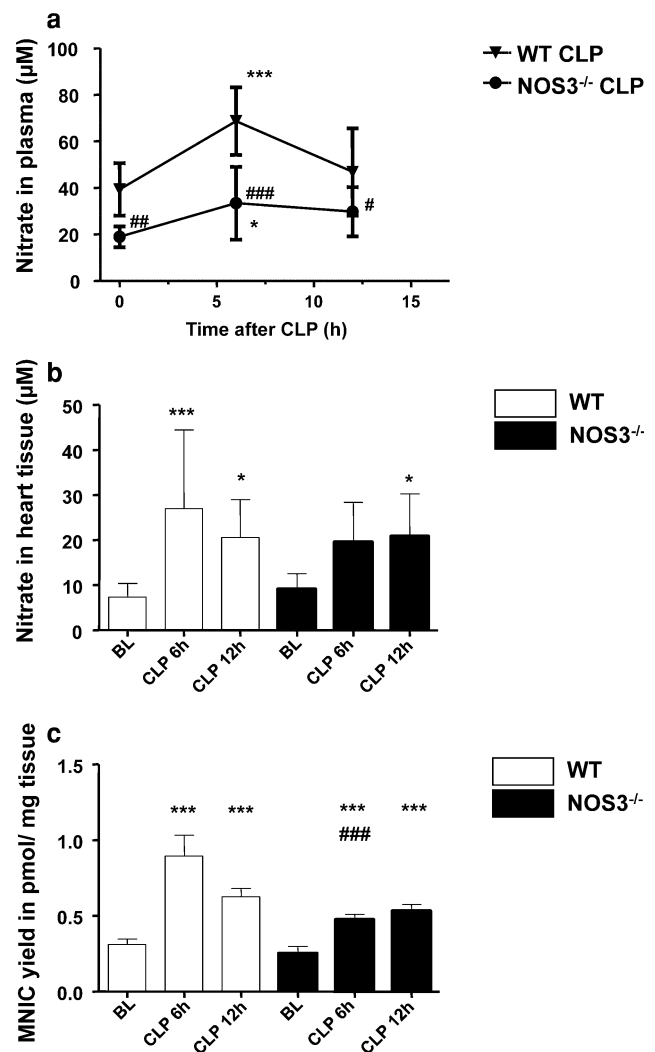 a
Nitrate in plasma (µM)
100
80
60
40
20
0
***
##
###
*
#
0
5
10
15
Time after CLP (h)
WT CLP
NOS3-/- CLP
b
Nitrate in heart tissue (µM)
50
40
30
20
10
0
***
*
*
BL
CLP 6h
CLP 12h
BL
CLP 6h
CLP 12h
WT
NOS3-/-
c
MNIC yield in pmol/ mg tissue
1.5
1.0
0.5
0.0
***
***
***
***
###
BL
CLP 6h
CLP 12h
BL
CLP 6h
CLP 12h
WT
NOS3-/-